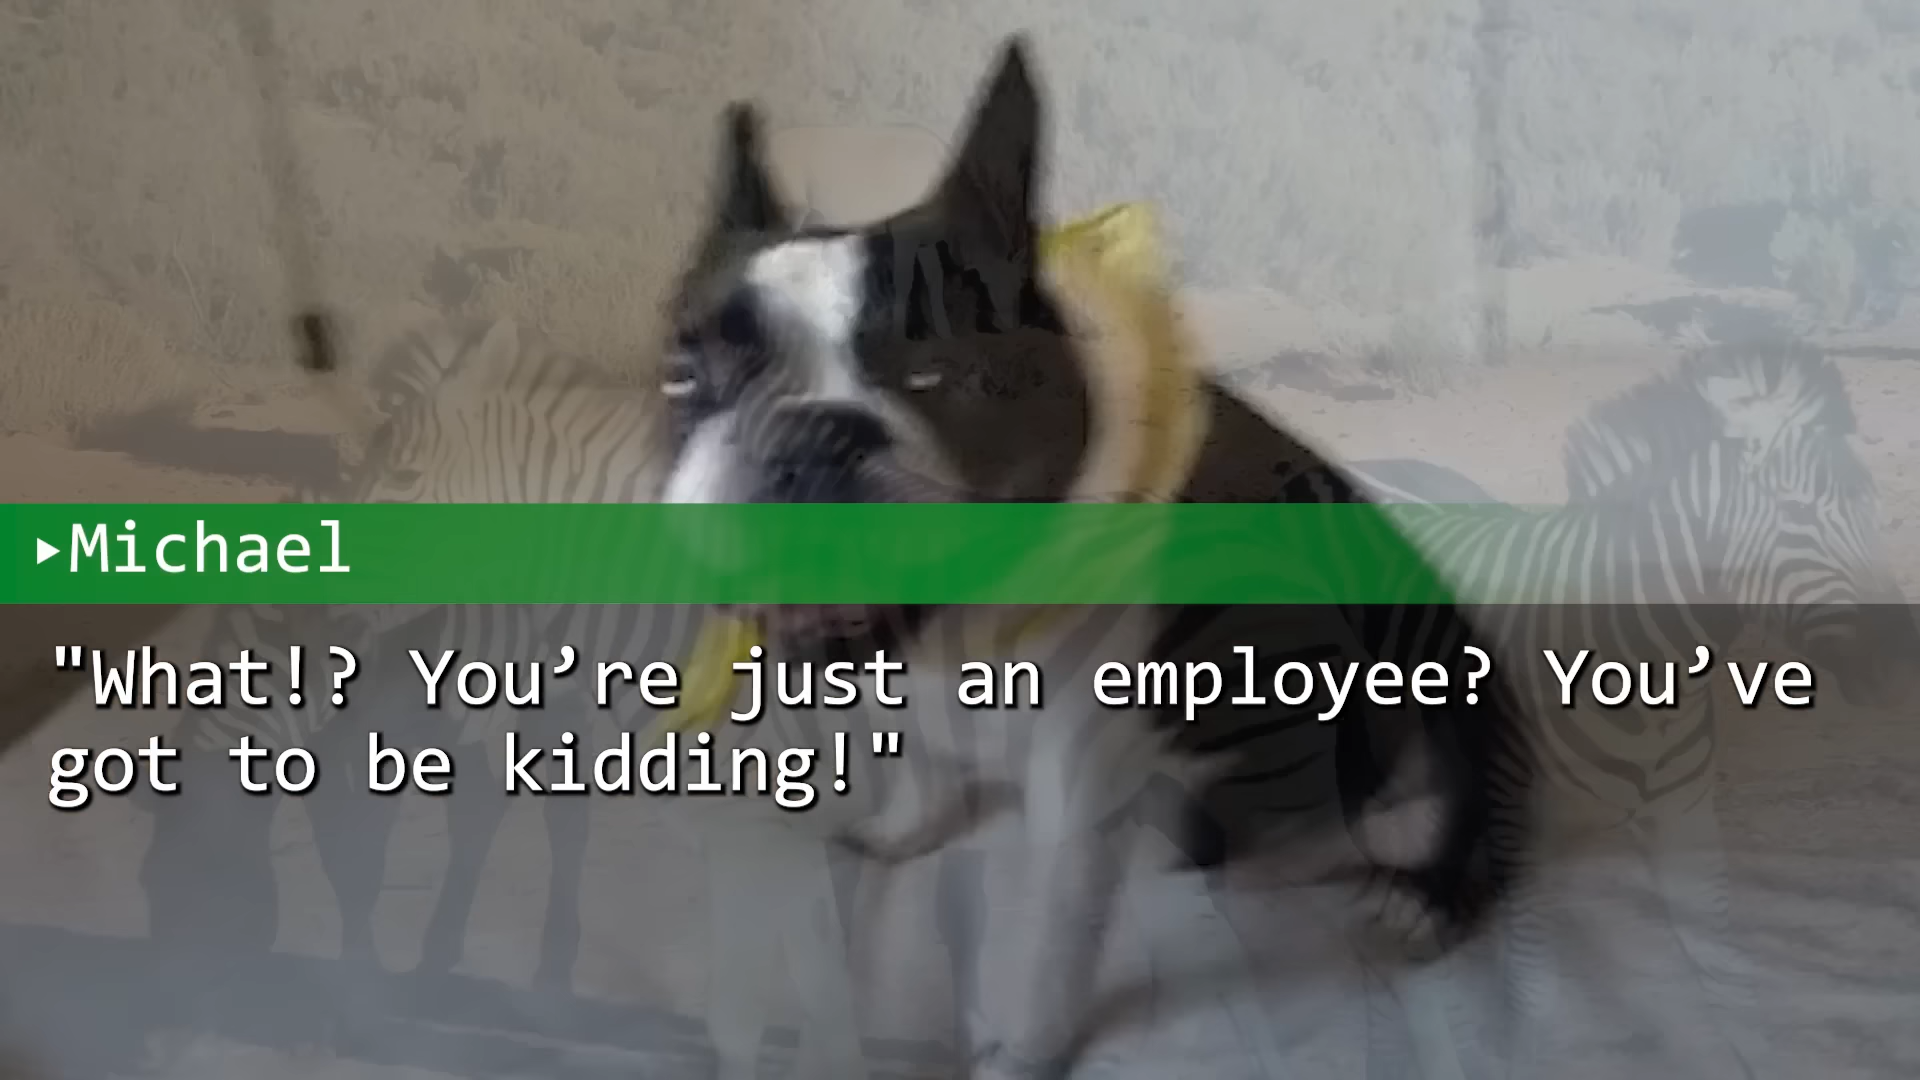 ▶Michael
"What!? You’re just an employee? You’ve
got to be kidding!"